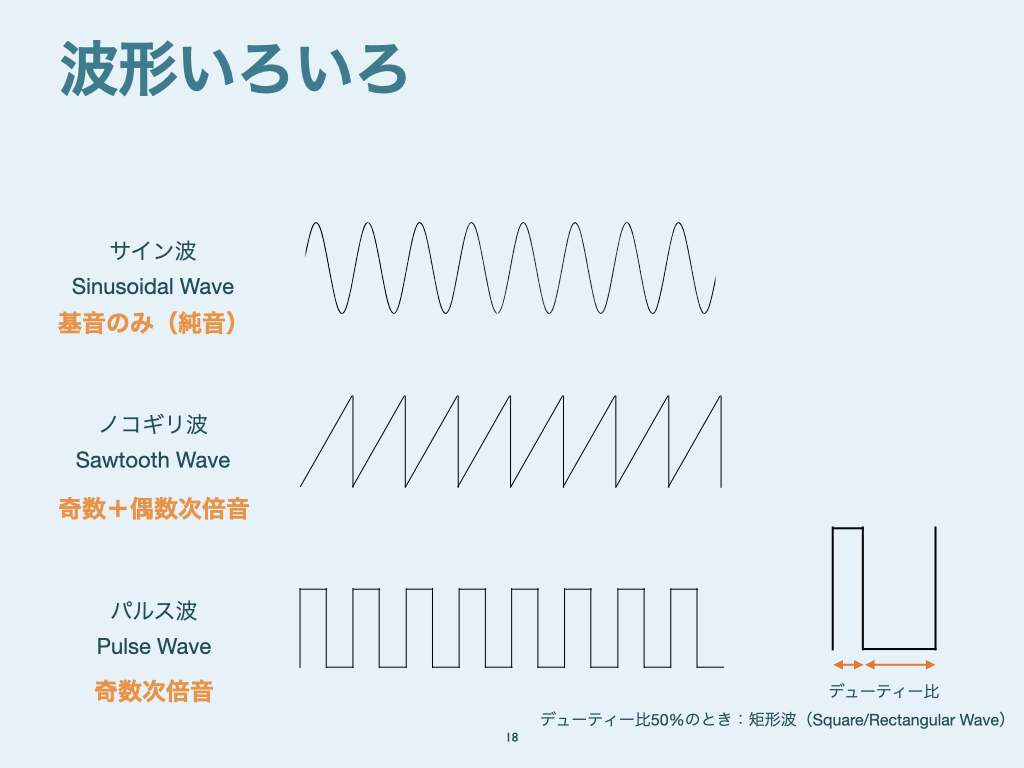 波形いろいろ
サイン波
Sinusoidal Wave
基音のみ（純音）
ノコギリ波
Sawtooth Wave
奇数＋偶数次倍音
パルス波
Pulse Wave
奇数次倍音
デューティー比
デューティー比50%のとき：矩形波（Square/Rectangular Wave）
18